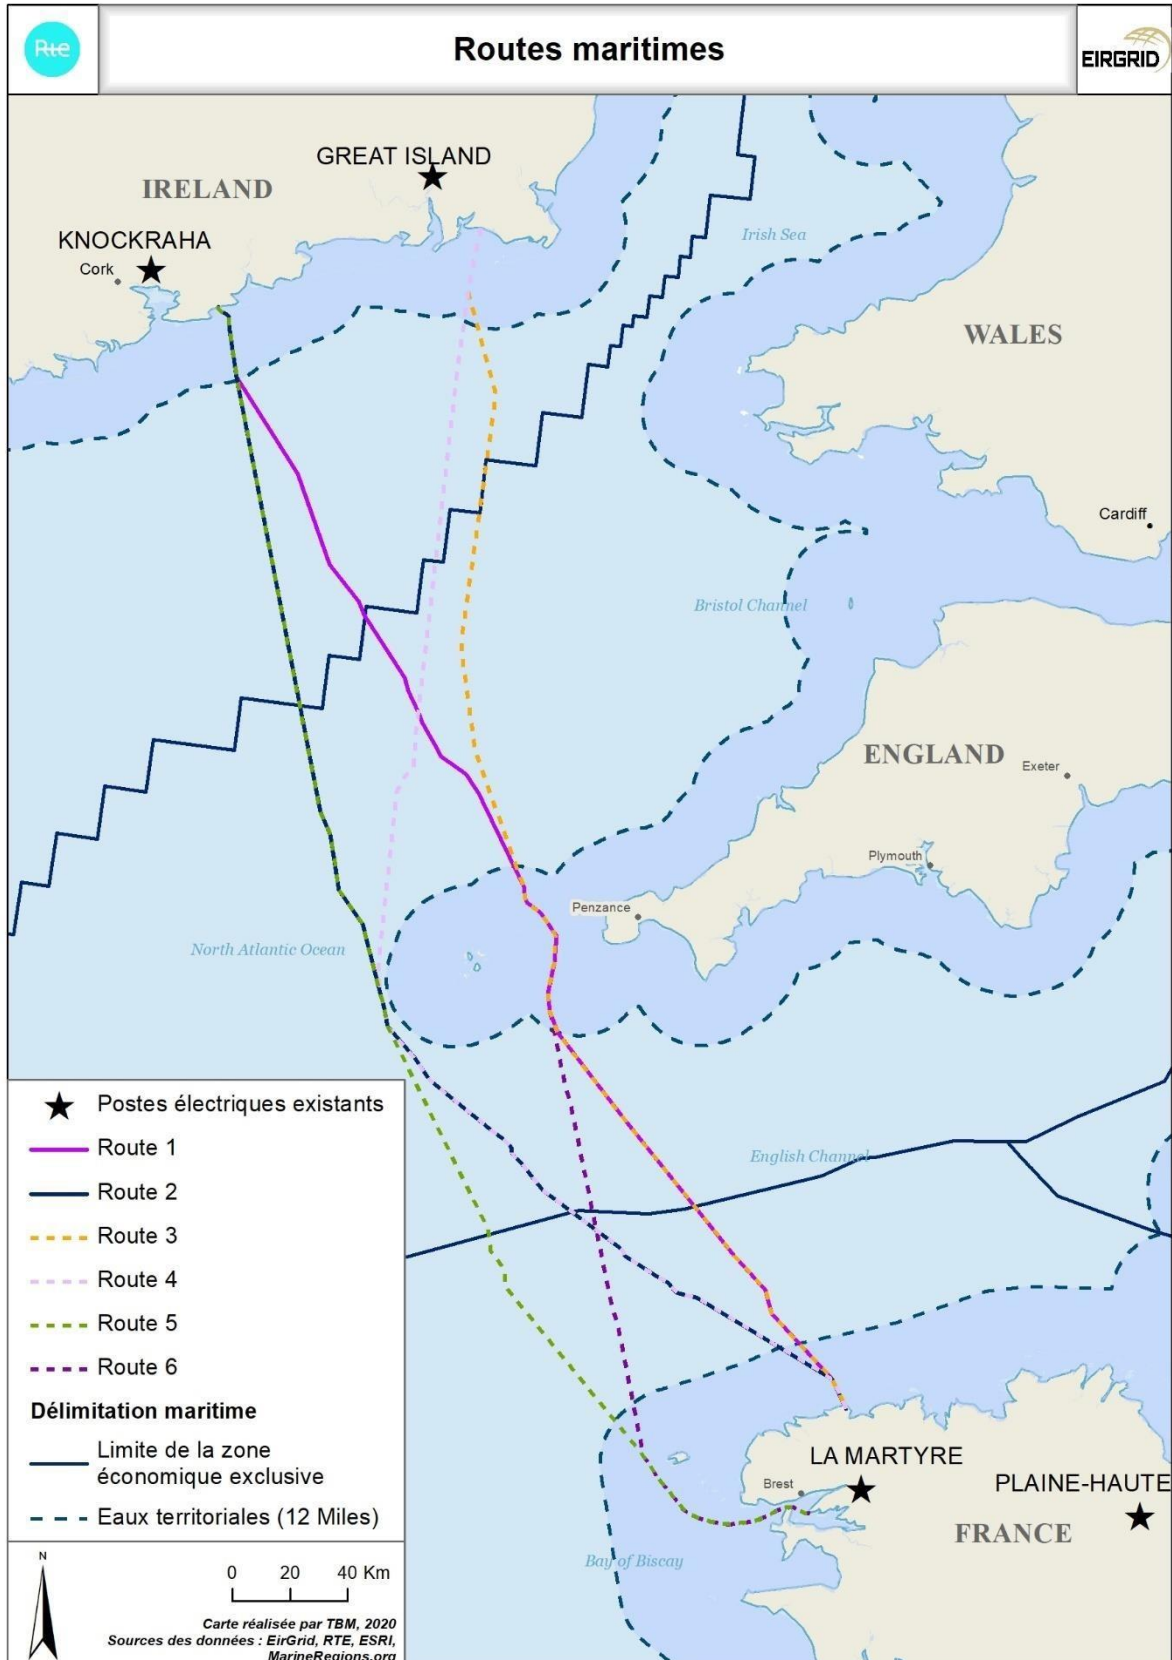 Rte
Routes maritimes
EIRGRID
GREAT ISLAND
IRELAND
KNOCKRAHA
Cork
Irish Sea
WALES
Cardiff
Bristol Channel
ENGLAND
Exeter
Plymouth
Penzance
North Atlantic Ocean
English Channel
LA MARTYRE
Brest
PLAINE-HAUTE
FRANCE
Bay of Biscay
Postes électriques existants
Route 1
Route 2
Route 3
Route 4
Route 5
Route 6
Délimitation maritime
Limite de la zone
économique exclusive
Eaux territoriales (12 Miles)
N
0 20 40 Km
Carte réalisée par TBM, 2020
Sources des données : EirGrid, RTE, ESRI,
MarineRegions.org